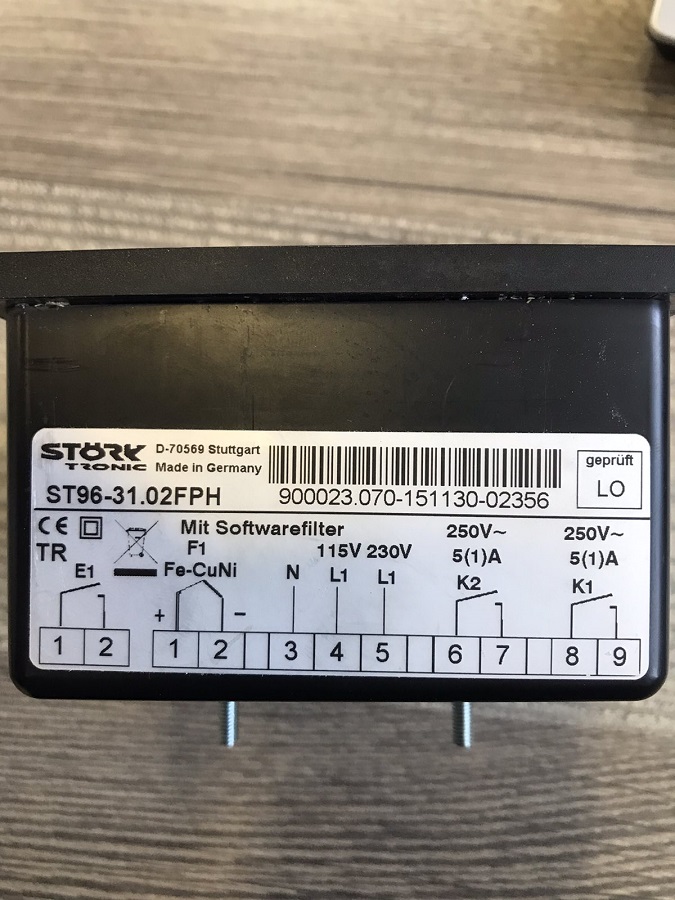 STÖRK
TRONIC
D-70569 Stuttgart
Made in Germany
ST96-31.02FPH
900023.070-151130-02356
geprüft
LO
CE
TR
Mit Softwarefilter
E1
F1
Fe-CuNi
+ −
115V 230V
N L1 L1
250V~
5(1)A
K2
250V~
5(1)A
K1
1 2 1 2 3 4 5 6 7 8 9